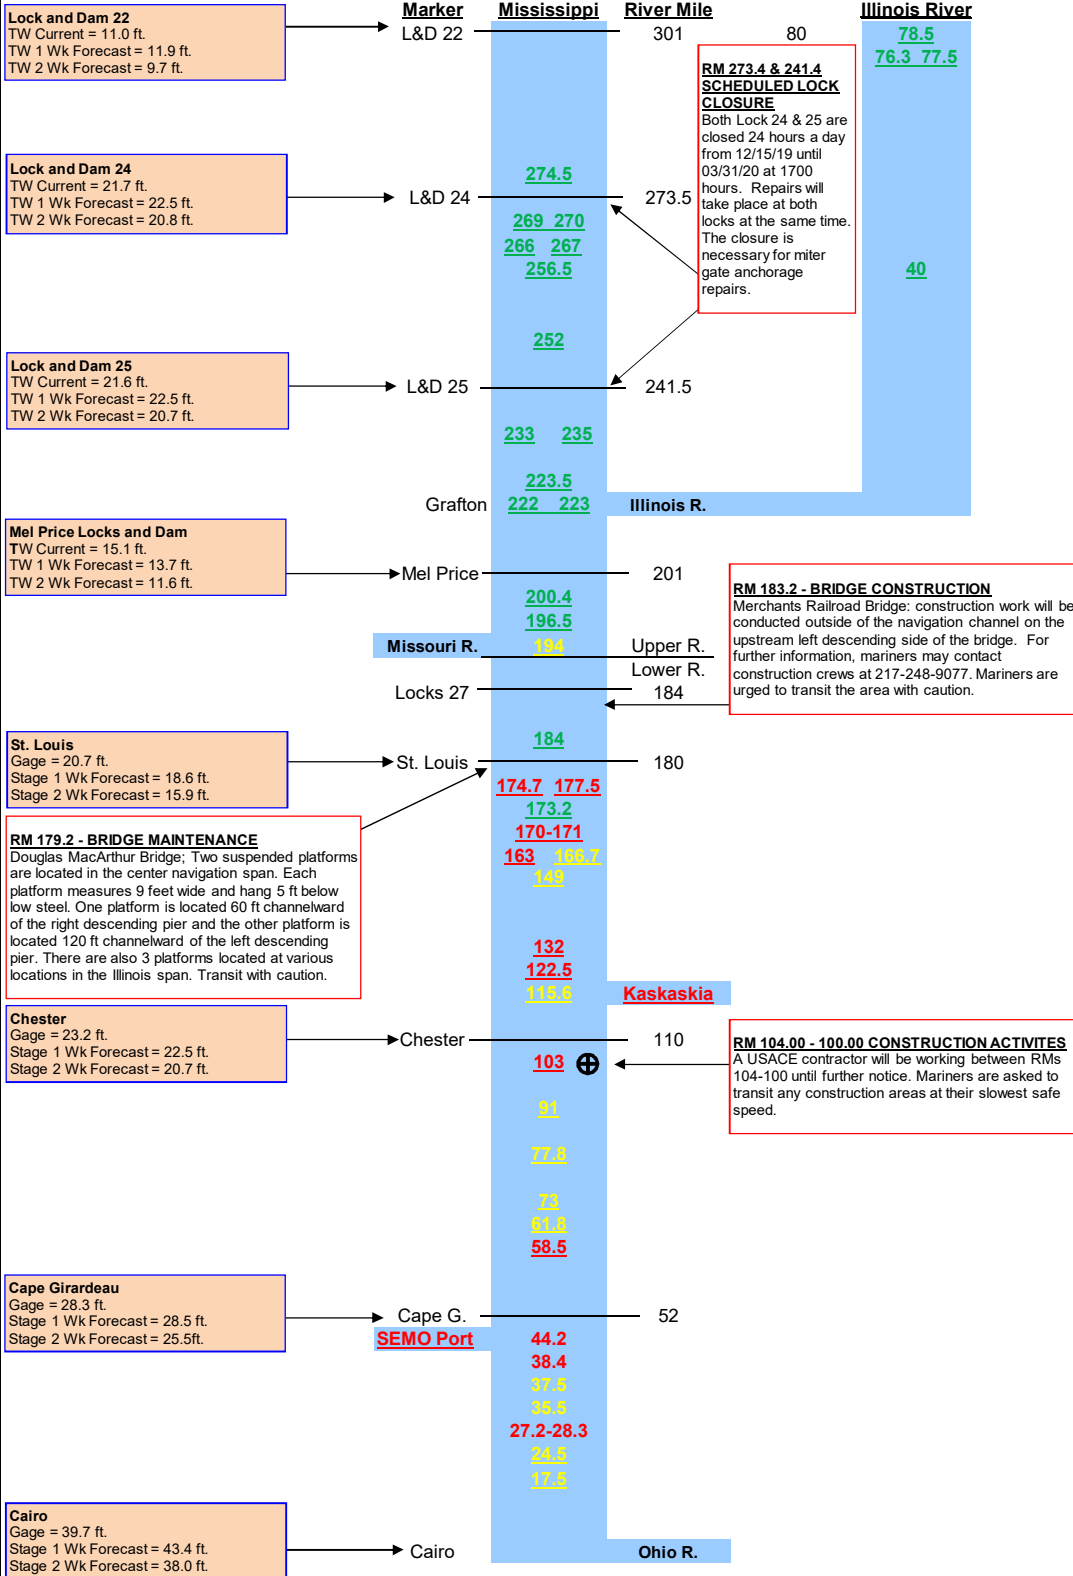 Marker Mississippi River Mile Illinois River
Lock and Dam 22
TW Current = 11.0 ft.
TW 1 Wk Forecast = 11.9 ft.
TW 2 Wk Forecast = 9.7 ft.
L&D 22 301 80 78.5
76.3 77.5
RM 273.4 & 241.4
SCHEDULED LOCK
CLOSURE
Both Lock 24 & 25 are
closed 24 hours a day
from 12/15/19 until
03/31/20 at 1700
hours. Repairs will
take place at both
locks at the same time.
The closure is
necessary for miter
gate anchorage
repairs.
Lock and Dam 24
TW Current = 21.7 ft.
TW 1 Wk Forecast = 22.5 ft.
TW 2 Wk Forecast = 20.8 ft.
274.5
L&D 24 273.5
269 270
266 267
256.5 40
252
Lock and Dam 25
TW Current = 21.6 ft.
TW 1 Wk Forecast = 22.5 ft.
TW 2 Wk Forecast = 20.7 ft.
L&D 25 241.5
233 235
223.5
Grafton 222 223 Illinois R.
Mel Price Locks and Dam
TW Current = 15.1 ft.
TW 1 Wk Forecast = 13.7 ft.
TW 2 Wk Forecast = 11.6 ft.
Mel Price 201
200.4
196.5
Missouri R. 194 Upper R.
Lower R.
Locks 27 184
RM 183.2 - BRIDGE CONSTRUCTION
Merchants Railroad Bridge: construction work will be
conducted outside of the navigation channel on the
upstream left descending side of the bridge. For
further information, mariners may contact
construction crews at 217-248-9077. Mariners are
urged to transit the area with caution.
184
St. Louis
Gage = 20.7 ft.
Stage 1 Wk Forecast = 18.6 ft.
Stage 2 Wk Forecast = 15.9 ft.
St. Louis 180
174.7 177.5
173.2
170-171
163 166.7
149
RM 179.2 - BRIDGE MAINTENANCE
Douglas MacArthur Bridge; Two suspended platforms
are located in the center navigation span. Each
platform measures 9 feet wide and hang 5 ft below
low steel. One platform is located 60 ft channelward
of the right descending pier and the other platform is
located 120 ft channelward of the left descending
pier. There are also 3 platforms located at various
locations in the Illinois span. Transit with caution.
132
122.5
115.6 Kaskaskia
Chester
Gage = 23.2 ft.
Stage 1 Wk Forecast = 22.5 ft.
Stage 2 Wk Forecast = 20.7 ft.
Chester 110
103
RM 104.00 - 100.00 CONSTRUCTION ACTIVITES
A USACE contractor will be working between RMs
104-100 until further notice. Mariners are asked to
transit any construction areas at their slowest safe
speed.
91
77.8
73
61.8
58.5
Cape Girardeau
Gage = 28.3 ft.
Stage 1 Wk Forecast = 28.5 ft.
Stage 2 Wk Forecast = 25.5ft.
Cape G. 52
SEMO Port 44.2
38.4
37.5
35.5
27.2-28.3
24.5
17.5
Cairo
Gage = 39.7 ft.
Stage 1 Wk Forecast = 43.4 ft.
Stage 2 Wk Forecast = 38.0 ft.
Cairo Ohio R.